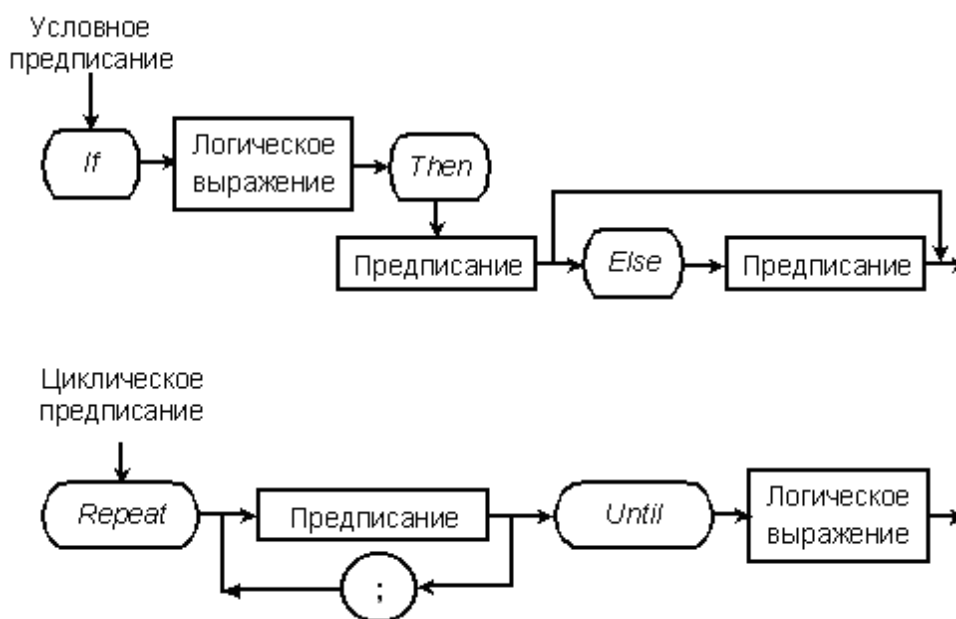 Условное
предписание
If
Логическое
выражение
Then
Предписание
Else
Предписание
Циклическое
предписание
Repeat
Предписание
Until
Логическое
выражение
;